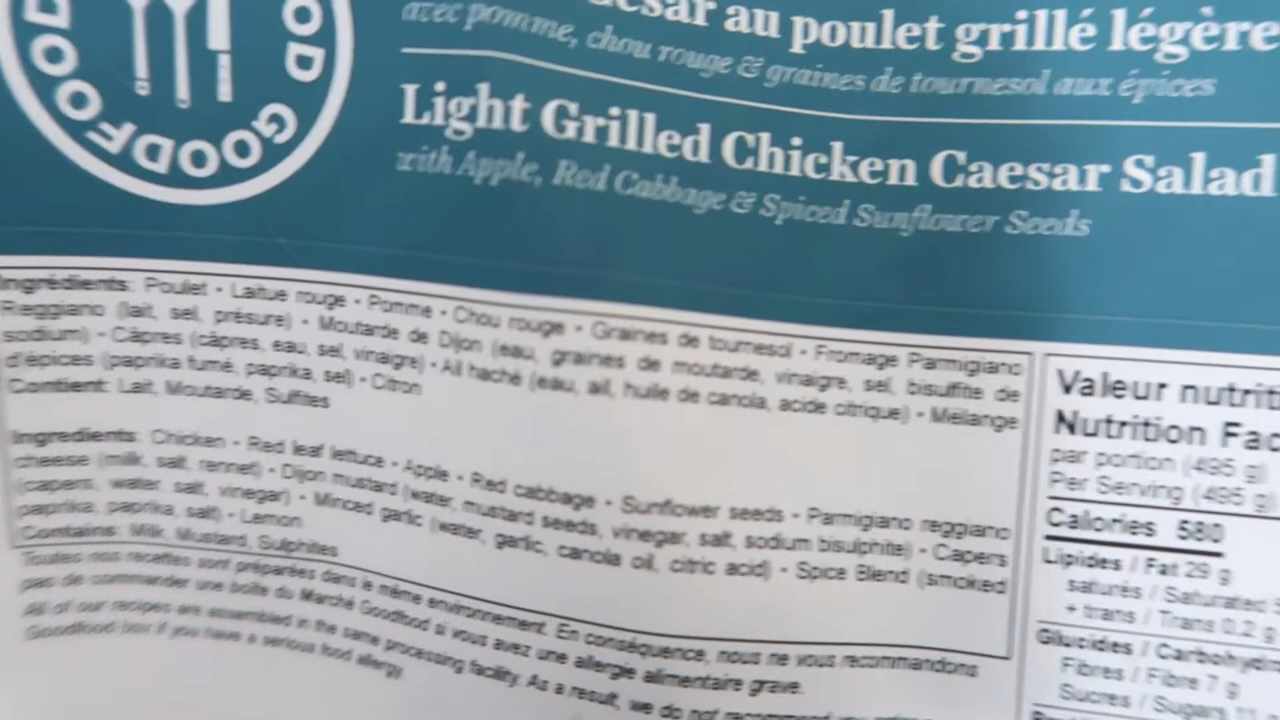 GOODFOOD GOODFOOD
César au poulet grillé légère
avec pomme, chou rouge & graines de tournesol aux épices
Light Grilled Chicken Caesar Salad
with Apple, Red Cabbage & Spiced Sunflower Seeds
Ingrédients: Poulet • Laitue rouge • Pomme • Chou rouge • Graines de tournesol • Fromage Parmigiano
Reggiano (lait, sel, présure) • Moutarde de Dijon (eau, graines de moutarde, vinaigre, sel, bisulfite de
sodium) • Câpres (câpres, eau, sel, vinaigre) • Ail haché (eau, ail, huile de canola, acide citrique) • Mélange
d'épices (paprika fumé, paprika, sel) • Citron
Contient: Lait, Moutarde, Sulfites
Ingredients: Chicken • Red leaf lettuce • Apple • Red cabbage • Sunflower seeds • Parmigiano reggiano
cheese (milk, salt, rennet) • Dijon mustard (water, mustard seeds, vinegar, salt, sodium bisulphite) • Capers
(capers, water, salt, vinegar) • Minced garlic (water, garlic, canola oil, citric acid) • Spice Blend (smoked
paprika, paprika, salt) • Lemon
Contains: Milk, Mustard, Sulphites
Toutes nos recettes sont préparées dans le même environnement. En conséquence, nous ne vous recommandons
pas de commander une boîte du Marché Goodfood si vous avez une allergie alimentaire grave.
All of our recipes are assembled in the same processing facility. As a result, we do not recommend
Goodfood box if you have a serious food allergy.
Valeur nutriti
Nutrition Fac
par portion (495 g)
Per Serving (495 g)
Calories 580
Lipides / Fat 29 g
saturés / Saturated
+ trans / Trans 0.2 g
Glucides / Carbohydr
Fibres / Fibre 7 g
Sucres / Sugars 11